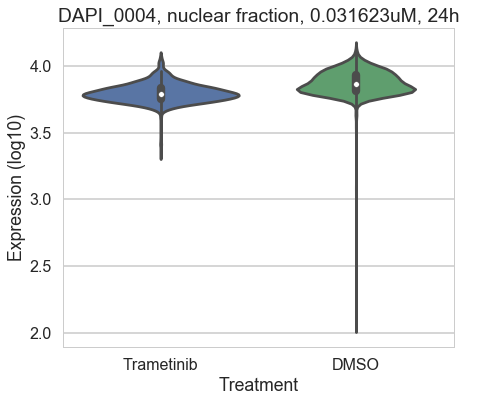 DAPI_0004, nuclear fraction, 0.031623uM, 24h
Expression (log10)
4.0
3.5
3.0
2.5
2.0
Trametinib
DMSO
Treatment